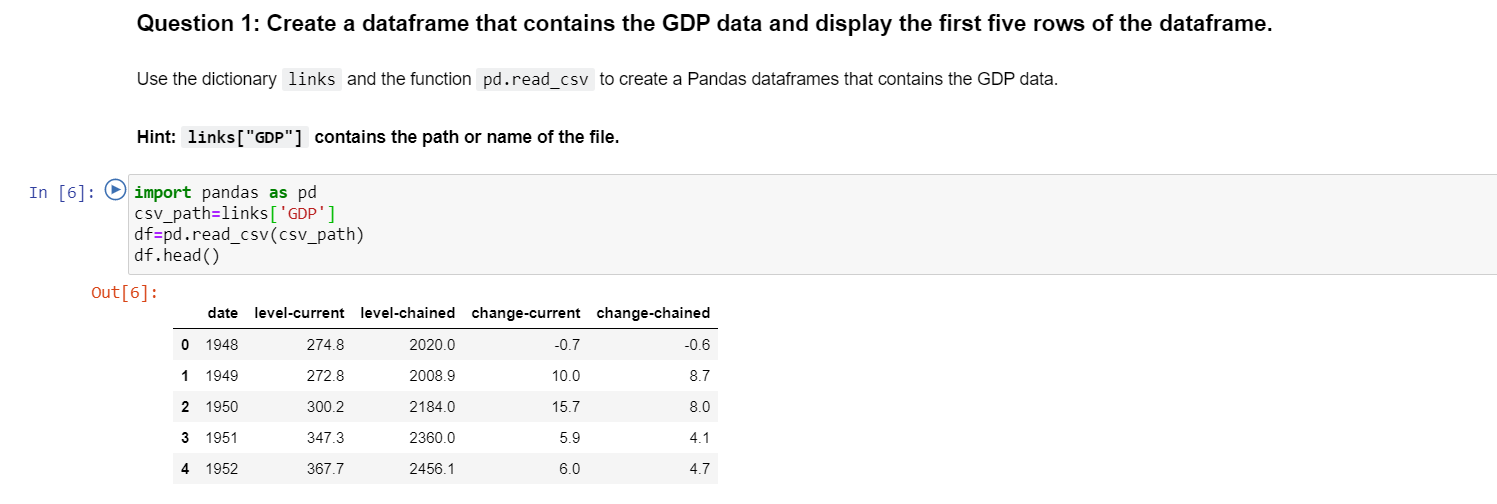 Question 1: Create a dataframe that contains the GDP data and display the first five rows of the dataframe.
Use the dictionary links and the function pd.read_csv to create a Pandas dataframes that contains the GDP data.
Hint: links["GDP"] contains the path or name of the file.
In [6]: import pandas as pd
csv_path=links['GDP']
df=pd.read_csv(csv_path)
df.head()
Out[6]:
date level-current level-chained change-current change-chained
0 1948 274.8 2020.0 -0.7 -0.6
1 1949 272.8 2008.9 10.0 8.7
2 1950 300.2 2184.0 15.7 8.0
3 1951 347.3 2360.0 5.9 4.1
4 1952 367.7 2456.1 6.0 4.7